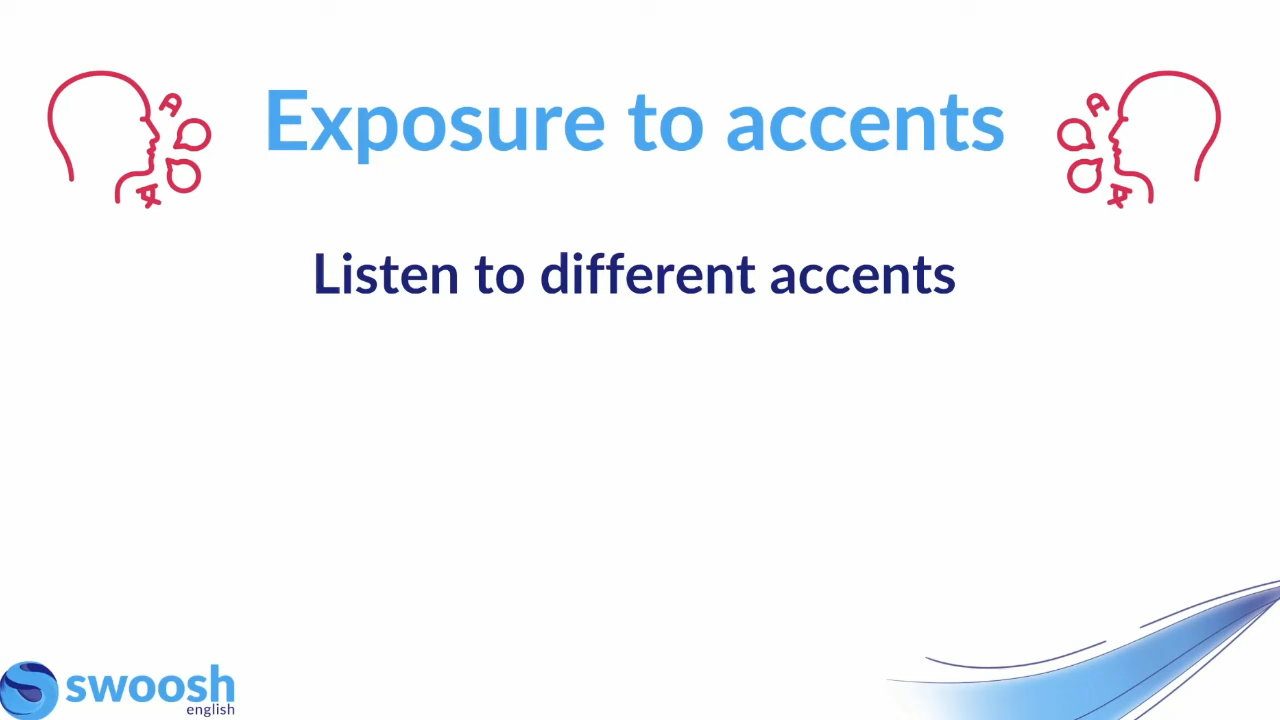 Exposure to accents
Listen to different accents
swoosh
english